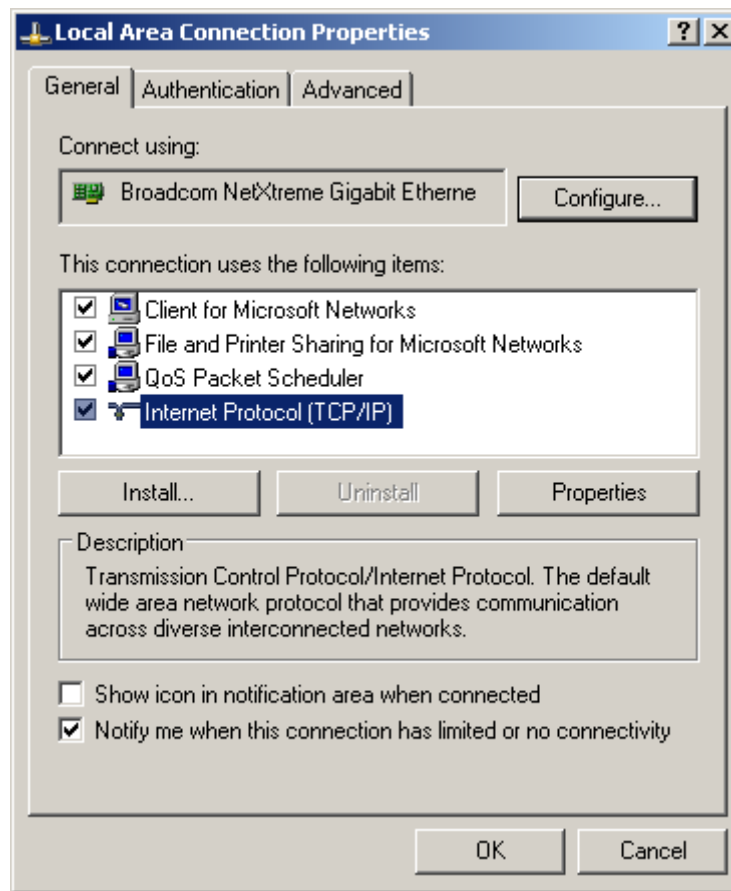 Local Area Connection Properties
General
Authentication
Advanced
Connect using:
Broadcom NetXtreme Gigabit Etherne
Configure...
This connection uses the following items:
Client for Microsoft Networks
File and Printer Sharing for Microsoft Networks
QoS Packet Scheduler
Internet Protocol (TCP/IP)
Install...
Uninstall
Properties
Description
Transmission Control Protocol/Internet Protocol. The default
wide area network protocol that provides communication
across diverse interconnected networks.
Show icon in notification area when connected
Notify me when this connection has limited or no connectivity
OK
Cancel